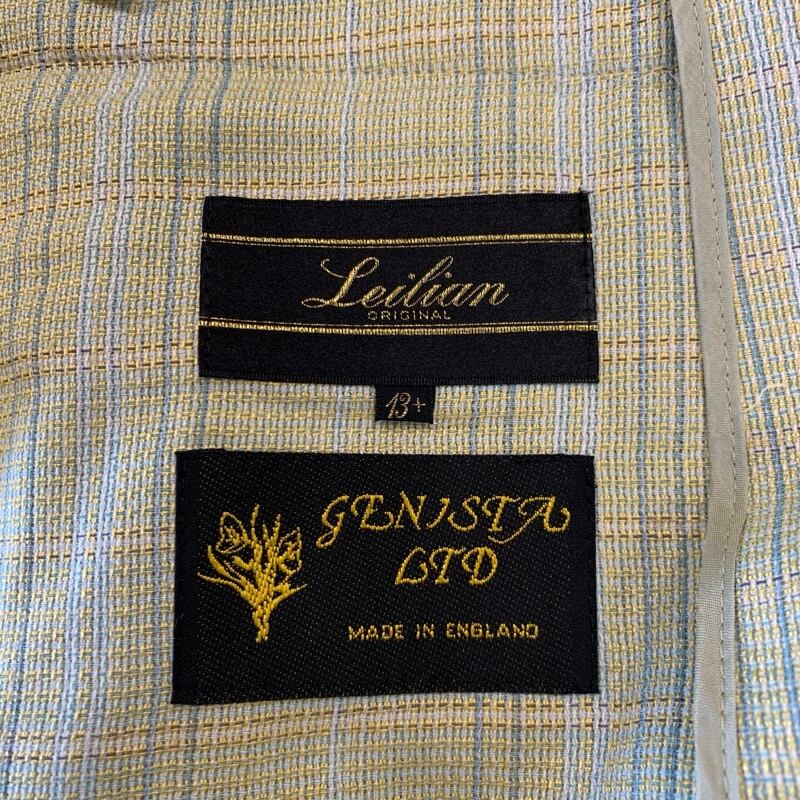 Leilian
ORIGINAL
13+
GENISTA
LTD
MADE IN ENGLAND